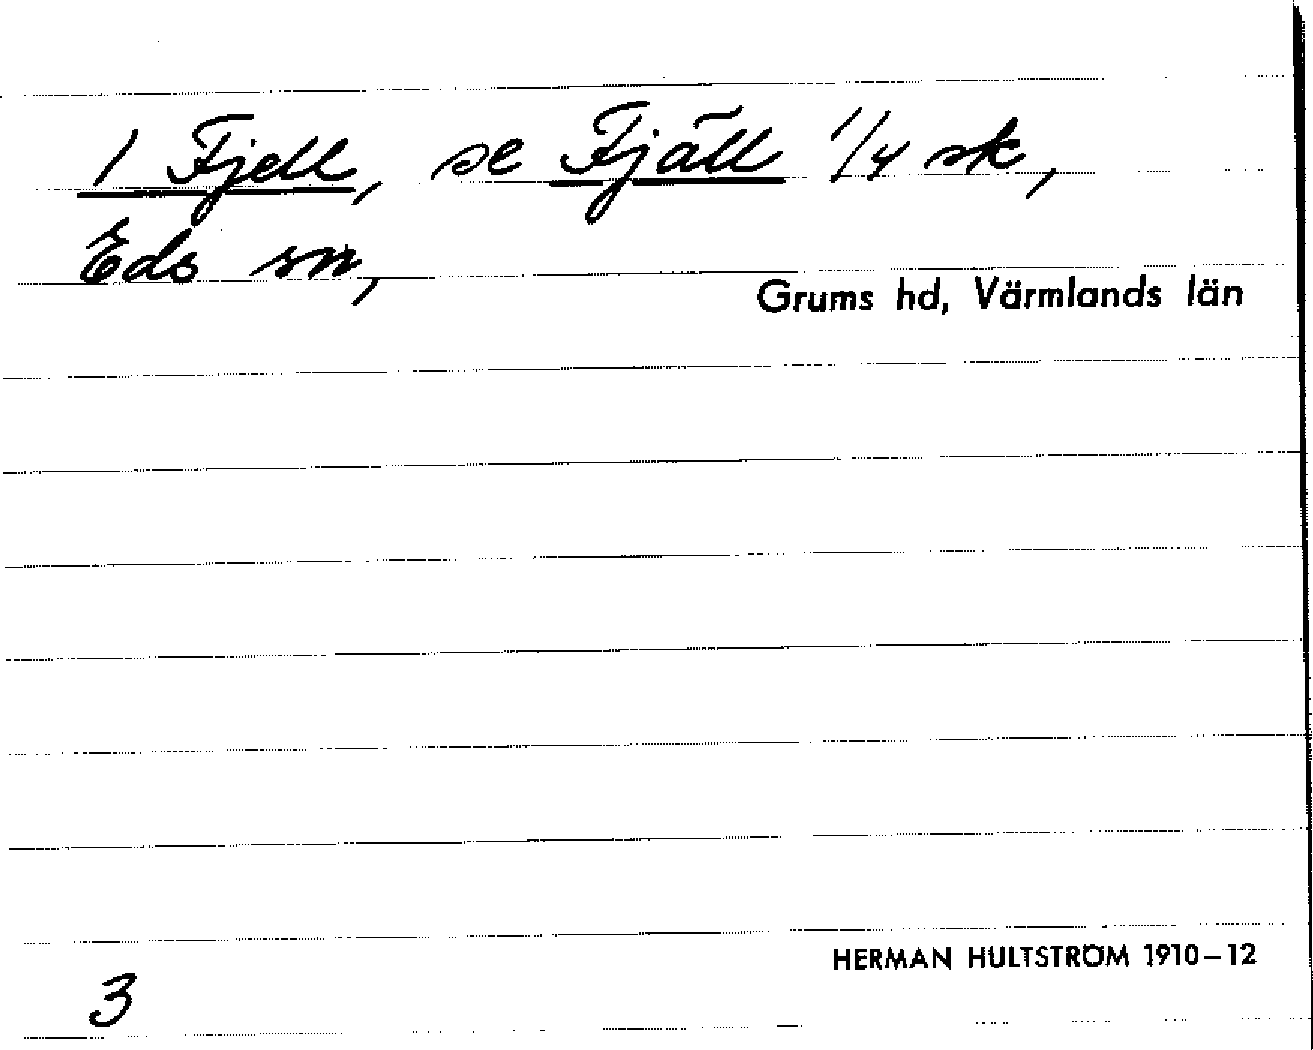 1 Fjell, se Fjäll 1/4 sk,
Eds sn,
Grums hd, Värmlands län
HERMAN HULTSTRÖM 1910–12
3